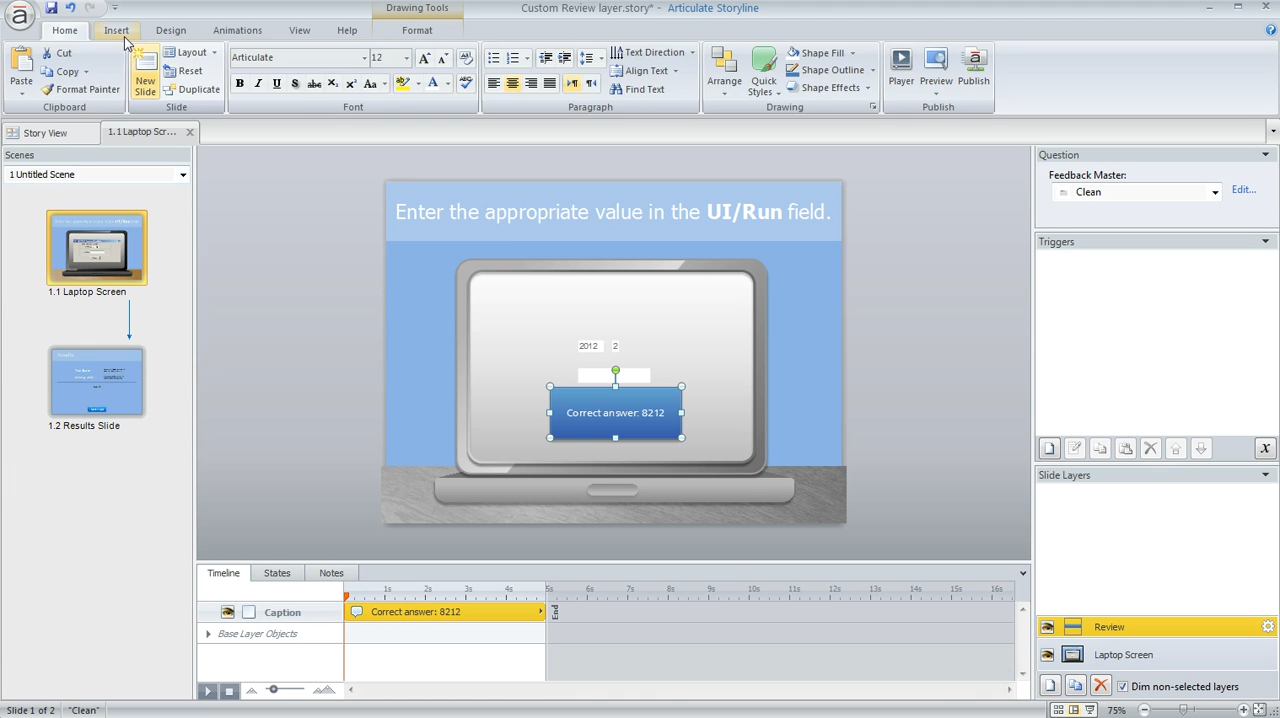 Drawing Tools
Custom Review layer.story* - Articulate Storyline
Home Insert Design Animations View Help Format
Paste
Cut
Copy
Format Painter
Clipboard
New Slide
Layout
Reset
Duplicate
Slide
Articulate 12
B I U S abc Aa A
Font
Text Direction
Align Text
Find Text
Paragraph
Arrange
Quick Styles
Shape Fill
Shape Outline
Shape Effects
Drawing
Player
Preview
Publish
Publish
Story View
1.1 Laptop Scr...
Scenes
1 Untitled Scene
1.1 Laptop Screen
Results
1.2 Results Slide
Enter the appropriate value in the UI/Run field.
2012 2
Correct answer: 8212
Question
Feedback Master:
Clean
Edit...
Triggers
Slide Layers
Review
Laptop Screen
Dim non-selected layers
Timeline States Notes
1s 2s 3s 4s 5s 6s 7s 8s 9s 10s 11s 12s 13s 14s 15s 16s
Caption
Correct answer: 8212
End
Base Layer Objects
Slide 1 of 2 "Clean"
75%